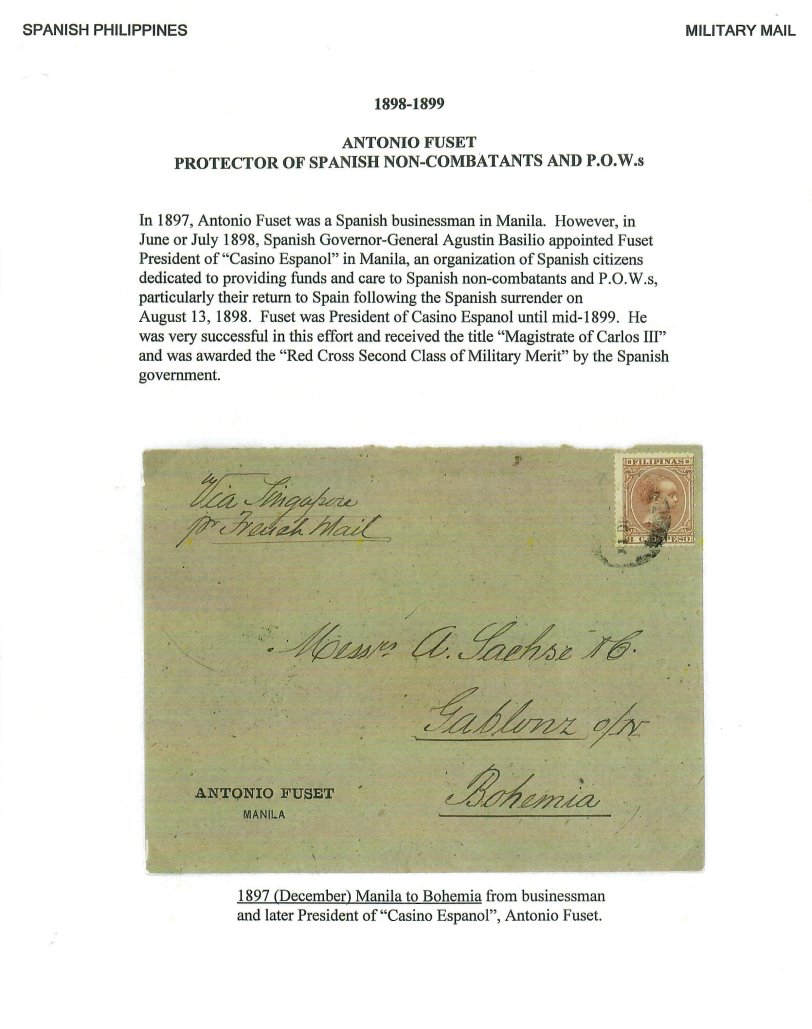 SPANISH PHILIPPINES
MILITARY MAIL
1898-1899
ANTONIO FUSET
PROTECTOR OF SPANISH NON-COMBATANTS AND P.O.W.s
In 1897, Antonio Fuset was a Spanish businessman in Manila. However, in
June or July 1898, Spanish Governor-General Agustin Basilio appointed Fuset
President of “Casino Espanol” in Manila, an organization of Spanish citizens
dedicated to providing funds and care to Spanish non-combatants and P.O.W.s,
particularly their return to Spain following the Spanish surrender on
August 13, 1898. Fuset was President of Casino Espanol until mid-1899. He
was very successful in this effort and received the title “Magistrate of Carlos III”
and was awarded the “Red Cross Second Class of Military Merit” by the Spanish
government.
Via Singapore
pr French Mail
FILIPINAS
PESO
Messrs A. Sachse & C.
Gablonz o/N
Bohemia
ANTONIO FUSET
MANILA
1897 (December) Manila to Bohemia from businessman
and later President of “Casino Espanol”, Antonio Fuset.